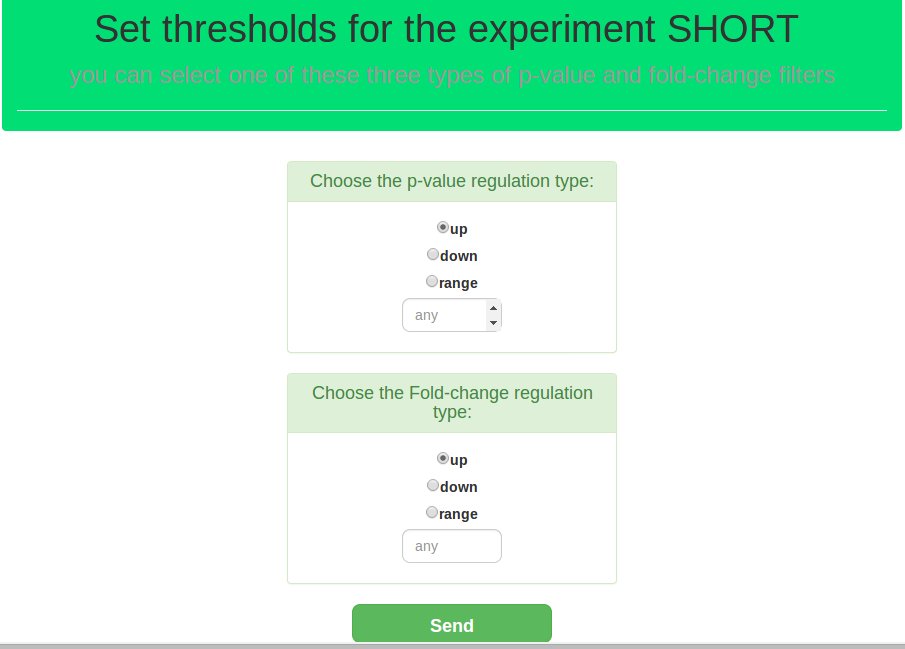 Set thresholds for the experiment SHORT
you can select one of these three types of p-value and fold-change filters
Choose the p-value regulation type:
up
down
range
any
Choose the Fold-change regulation
type:
up
down
range
any
Send